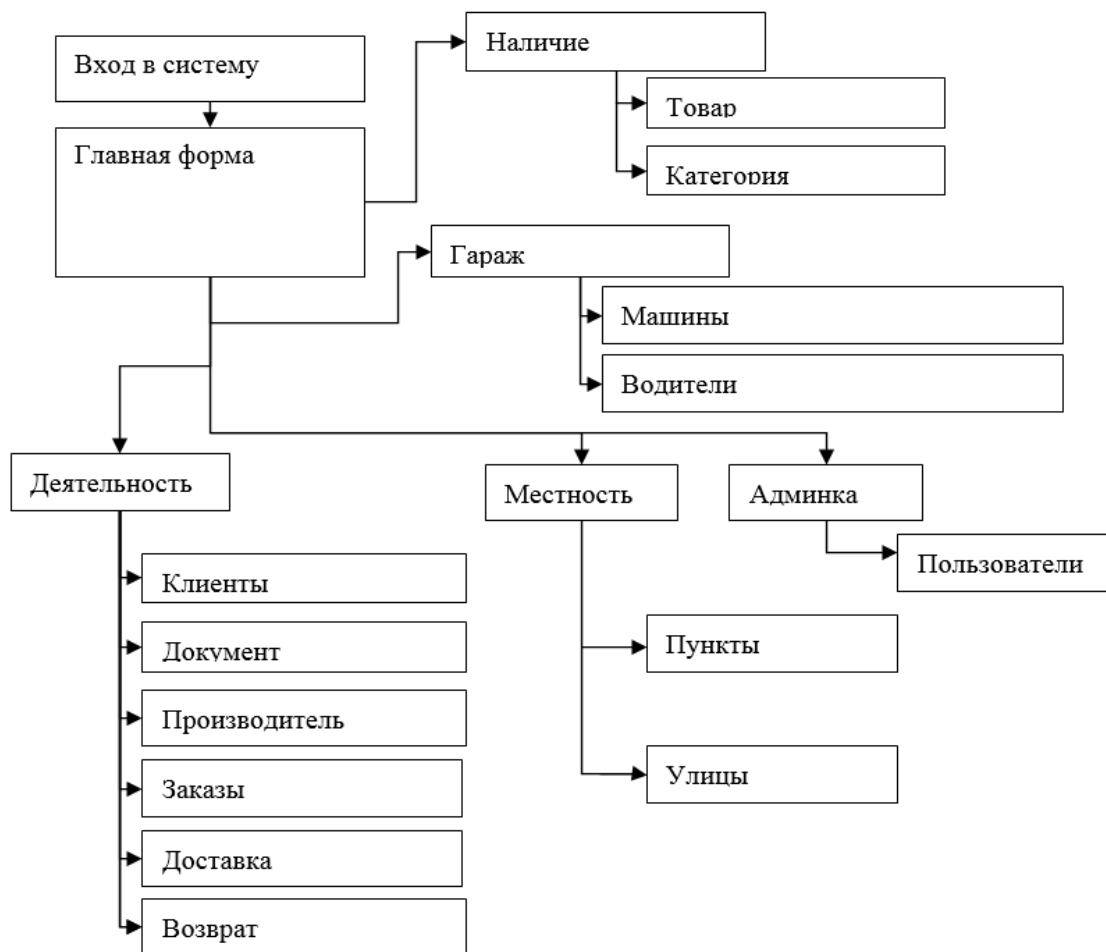 Вход в систему
Наличие
Товар
Главная форма
Категория
Гараж
Машины
Водители
Деятельность
Местность
Админка
Пользователи
Клиенты
Документ
Пункты
Производитель
Заказы
Улицы
Доставка
Возврат